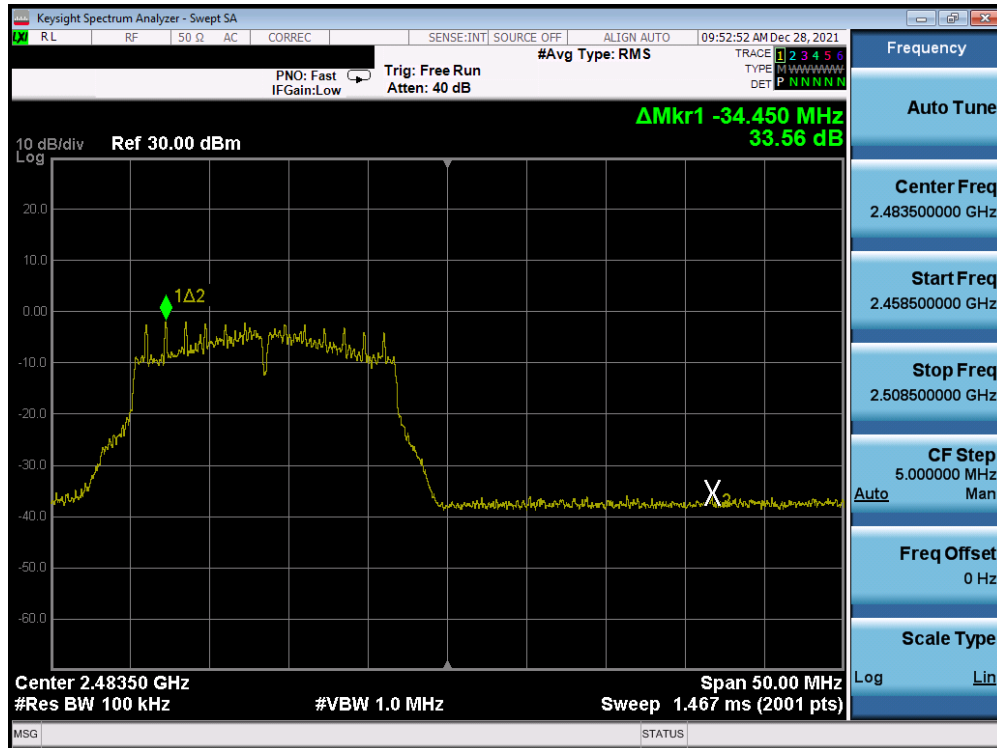 Keysight Spectrum Analyzer - Swept SA
LXI RL RF 50 Ω AC CORREC SENSE:INT SOURCE OFF ALIGN AUTO 09:52:52 AM Dec 28, 2021
#Avg Type: RMS
PNO: Fast
IFGain:Low
Trig: Free Run
Atten: 40 dB
TRACE 1 2 3 4 5 6
TYPE M WWWWWW
DET P N N N N N
ΔMkr1 -34.450 MHz
33.56 dB
10 dB/div
Log
Ref 30.00 dBm
20.0
10.0
0.00
-10.0
-20.0
-30.0
-40.0
-50.0
-60.0
1Δ2
X2
Center 2.48350 GHz
#Res BW 100 kHz
#VBW 1.0 MHz
Span 50.00 MHz
Sweep 1.467 ms (2001 pts)
MSG
STATUS
Frequency
Auto Tune
Center Freq
2.483500000 GHz
Start Freq
2.458500000 GHz
Stop Freq
2.508500000 GHz
CF Step
5.000000 MHz
Auto Man
Freq Offset
0 Hz
Scale Type
Log Lin